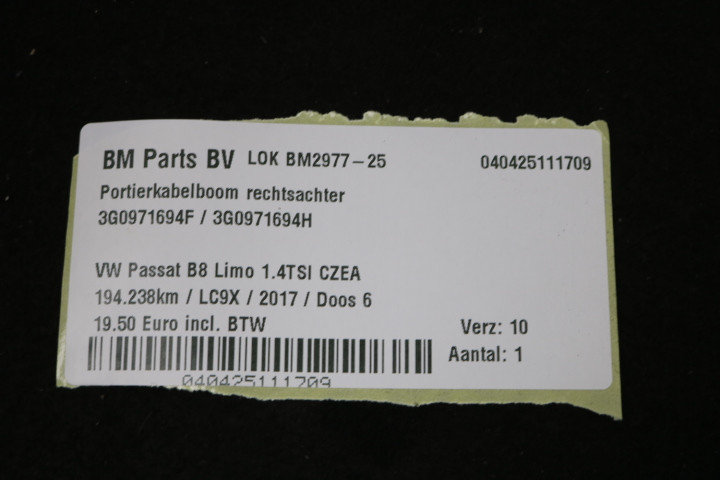 BM Parts BV LOK BM2977-25 040425111709
Portierkabelboom rechtsachter
3G0971694F / 3G0971694H
VW Passat B8 Limo 1.4TSI CZEA
194.238km / LC9X / 2017 / Doos 6
19.50 Euro incl. BTW Verz: 10
Aantal: 1
040425111709